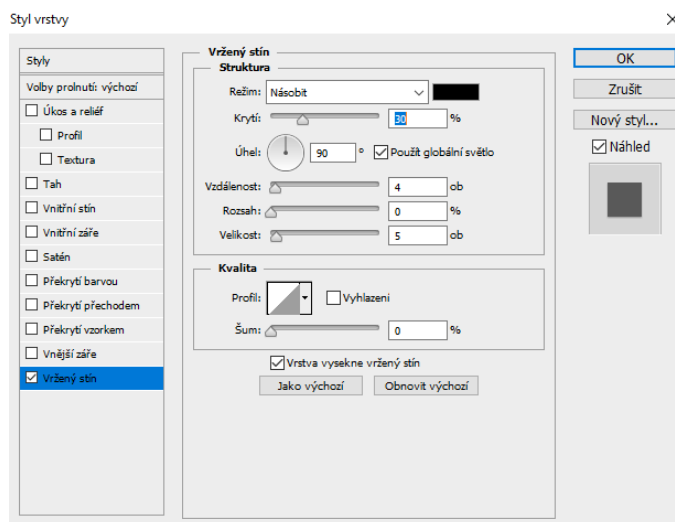 Styl vrstvy
Styly
Volby prolnutí: výchozí
Úkos a reliéf
Profil
Textura
Tah
Vnitřní stín
Vnitřní záře
Satén
Překrytí barvou
Překrytí přechodem
Překrytí vzorkem
Vnější záře
Vržený stín
Vržený stín
Struktura
Režim: Násobit
Krytí: 30 %
Úhel: 90 ° Použít globální světlo
Vzdálenost: 4 ob
Rozsah: 0 %
Velikost: 5 ob
Kvalita
Profil: Vyhlazeni
Šum: 0 %
Vrstva vysekne vržený stín
Jako výchozí Obnovit výchozí
OK
Zrušit
Nový styl...
Náhled